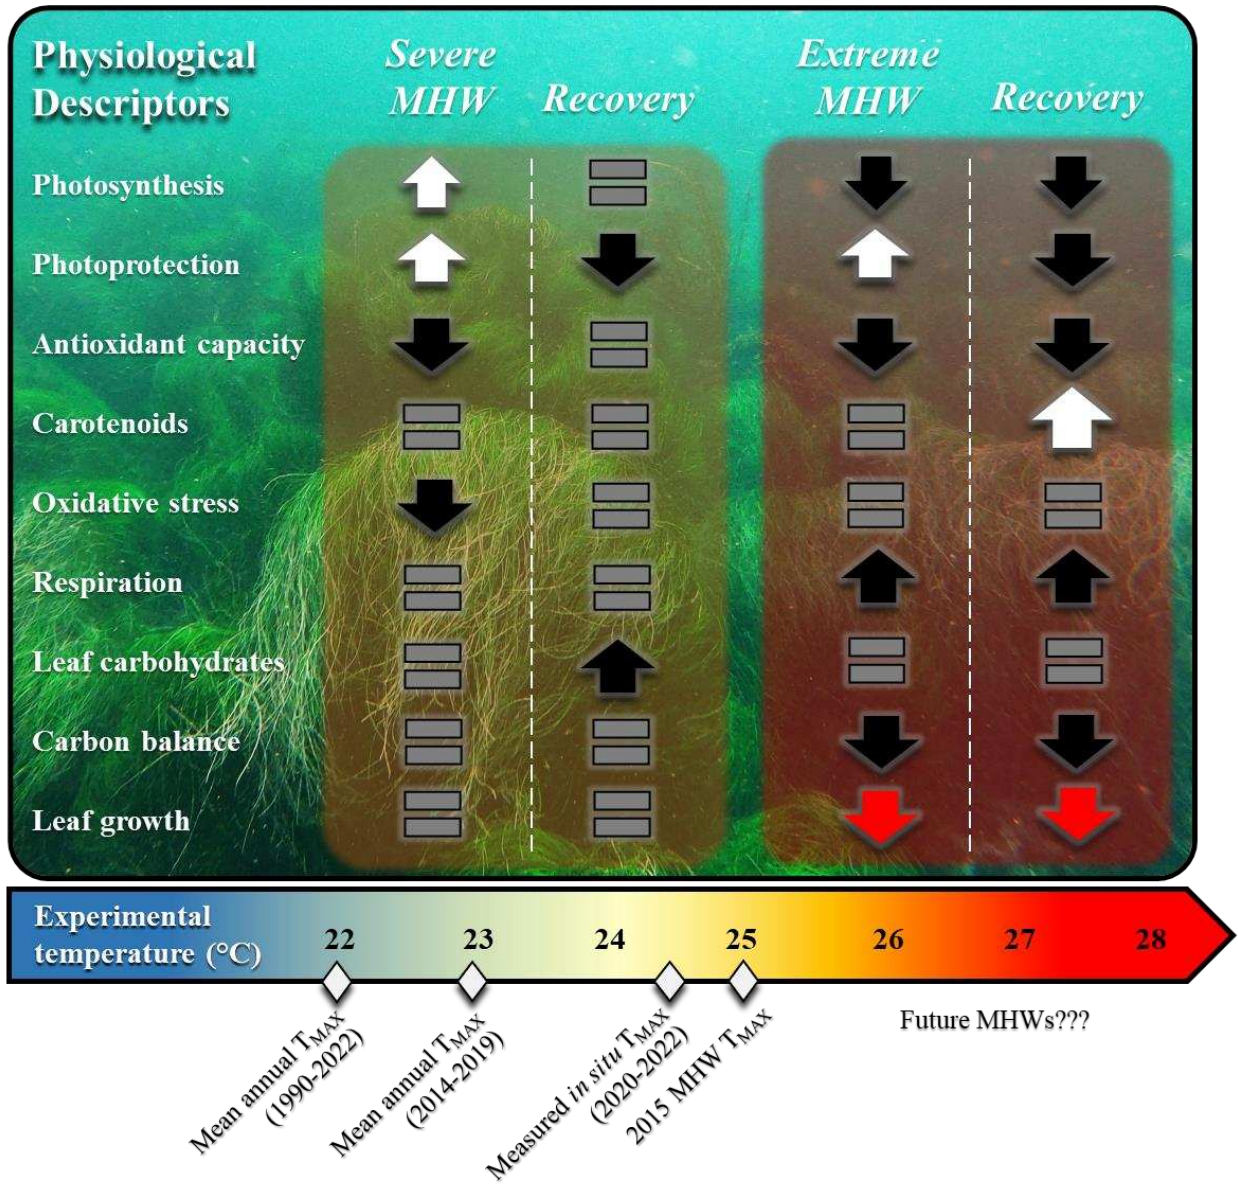 Physiological
Descriptors
Severe
MHW
Recovery
Extreme
MHW
Recovery
Photosynthesis
Photoprotection
Antioxidant capacity
Carotenoids
Oxidative stress
Respiration
Leaf carbohydrates
Carbon balance
Leaf growth
Experimental
temperature (°C)
22 23 24 25 26 27 28
Mean annual TMAX
(1990-2022)
Mean annual TMAX
(2014-2019)
Measured in situ TMAX
(2020-2022)
2015 MHW TMAX
Future MHWs???